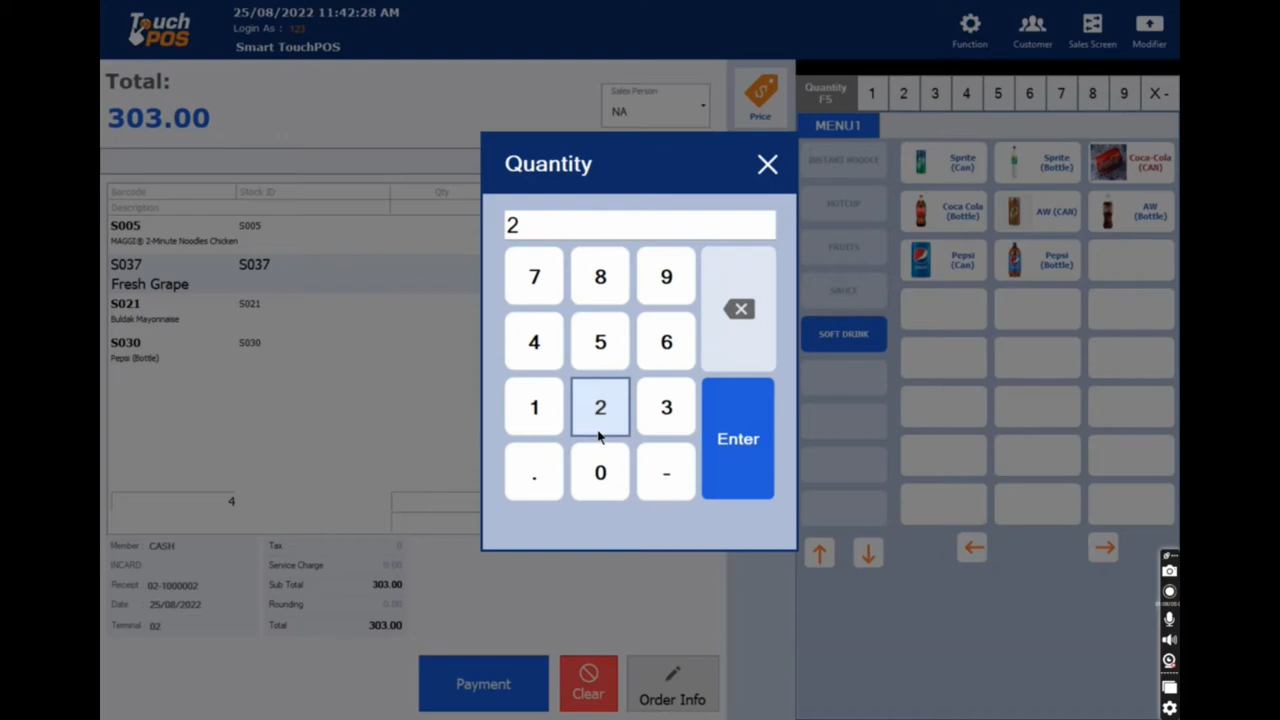 Touch POS
25/08/2022 11:42:28 AM
Login As : 123
Smart TouchPOS
Function
Customer
Sales Screen
Modifier
Total:
303.00
Sales Person
NA
Price
Quantity F5
1 2 3 4 5 6 7 8 9 X -
MENU1
Barcode Stock ID Qty
Description
S005 S005
MAGGI® 2-Minute Noodles Chicken
S037 S037
Fresh Grape
S021 S021
Buldak Mayonnaise
S030 S030
Pepsi (Bottle)
4
Quantity
2
7 8 9
4 5 6
1 2 3
Enter
. 0 -
INSTANT NOODLE
HOTCUP
FRUITS
SAUCE
SOFT DRINK
Sprite (Can)
Sprite (Bottle)
Coca-Cola (CAN)
Coca Cola (Bottle)
AW (CAN)
AW (Bottle)
Pepsi (Can)
Pepsi (Bottle)
Member : CASH
INCARD
Receipt : 02-1000002
Date : 25/08/2022
Terminal 02
Tax : 0
Service Charge 0.00
Sub Total : 303.00
Rounding : 0.00
Total : 303.00
Payment
Clear
Order Info